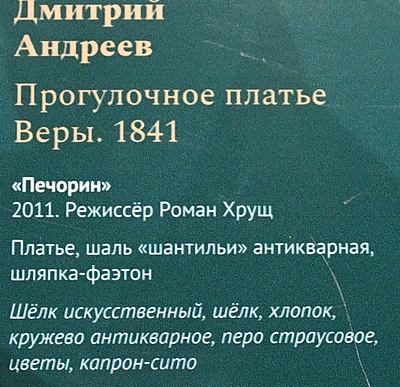 Дмитрий
Андреев
Прогулочное платье
Веры. 1841
«Печорин»
2011. Режиссёр Роман Хрущ
Платье, шаль «шантильи» антикварная,
шляпка-фаэтон
Шёлк искусственный, шёлк, хлопок,
кружево антикварное, перо страусовое,
цветы, капрон-сито